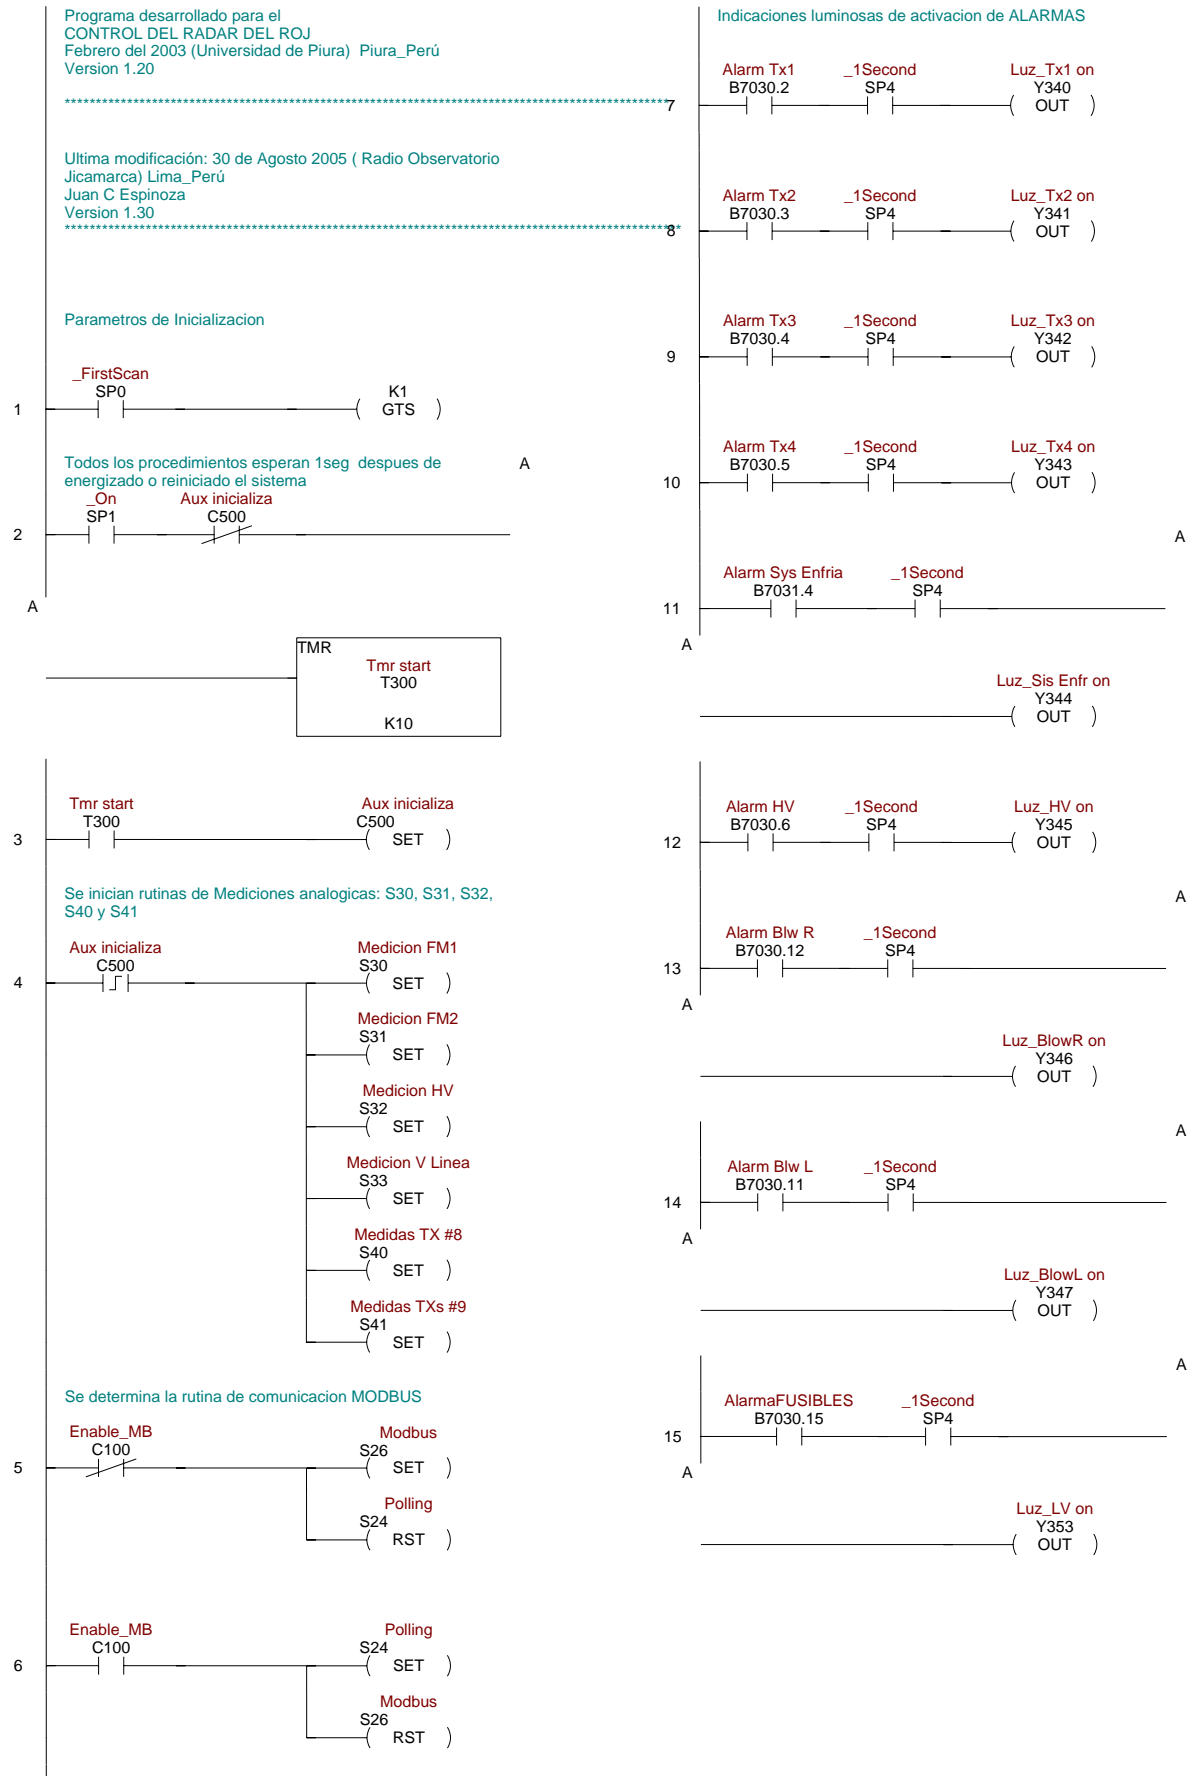 Programa desarrollado para el
CONTROL DEL RADAR DEL ROJ
Febrero del 2003 (Universidad de Piura)  Piura_Perú
Version 1.20
Ultima modificación: 30 de Agosto 2005 ( Radio Observatorio
Jicamarca) Lima_Perú
Juan C Espinoza
Version 1.30
Parametros de Inicializacion
_FirstScan
SP0 K1
1 GTS
Todos los procedimientos esperan 1seg  despues de A
energizado o reiniciado el sistema
_On Aux inicializa
SP1 C500
2
A
TMR
Tmr start
T300
K10
Tmr start Aux inicializa
T300 C500
3 SET
Se inician rutinas de Mediciones analogicas: S30, S31, S32,
S40 y S41
Aux inicializa Medicion FM1
C500 S30
4 SET
Medicion FM2
S31
SET
Medicion HV
S32
SET
Medicion V Linea
S33
SET
Medidas TX #8
S40
SET
Medidas TXs #9
S41
SET
Se determina la rutina de comunicacion MODBUS
Enable_MB Modbus
C100 S26
5 SET
Polling
S24
RST
Enable_MB Polling
C100 S24
6 SET
Modbus
S26
RST
Indicaciones luminosas de activacion de ALARMAS
Alarm Tx1 _1Second Luz_Tx1 on
B7030.2 SP4 Y340
7 OUT
Alarm Tx2 _1Second Luz_Tx2 on
B7030.3 SP4 Y341
8 OUT
Alarm Tx3 _1Second Luz_Tx3 on
B7030.4 SP4 Y342
9 OUT
Alarm Tx4 _1Second Luz_Tx4 on
B7030.5 SP4 Y343
10 OUT
A
Alarm Sys Enfria _1Second
B7031.4 SP4
11
A
Luz_Sis Enfr on
Y344
OUT
Alarm HV _1Second Luz_HV on
B7030.6 SP4 Y345
12 OUT
A
Alarm Blw R _1Second
B7030.12 SP4
13
A
Luz_BlowR on
Y346
OUT
A
Alarm Blw L _1Second
B7030.11 SP4
14
A
Luz_BlowL on
Y347
OUT
A
AlarmaFUSIBLES _1Second
B7030.15 SP4
15
A
Luz_LV on
Y353
OUT